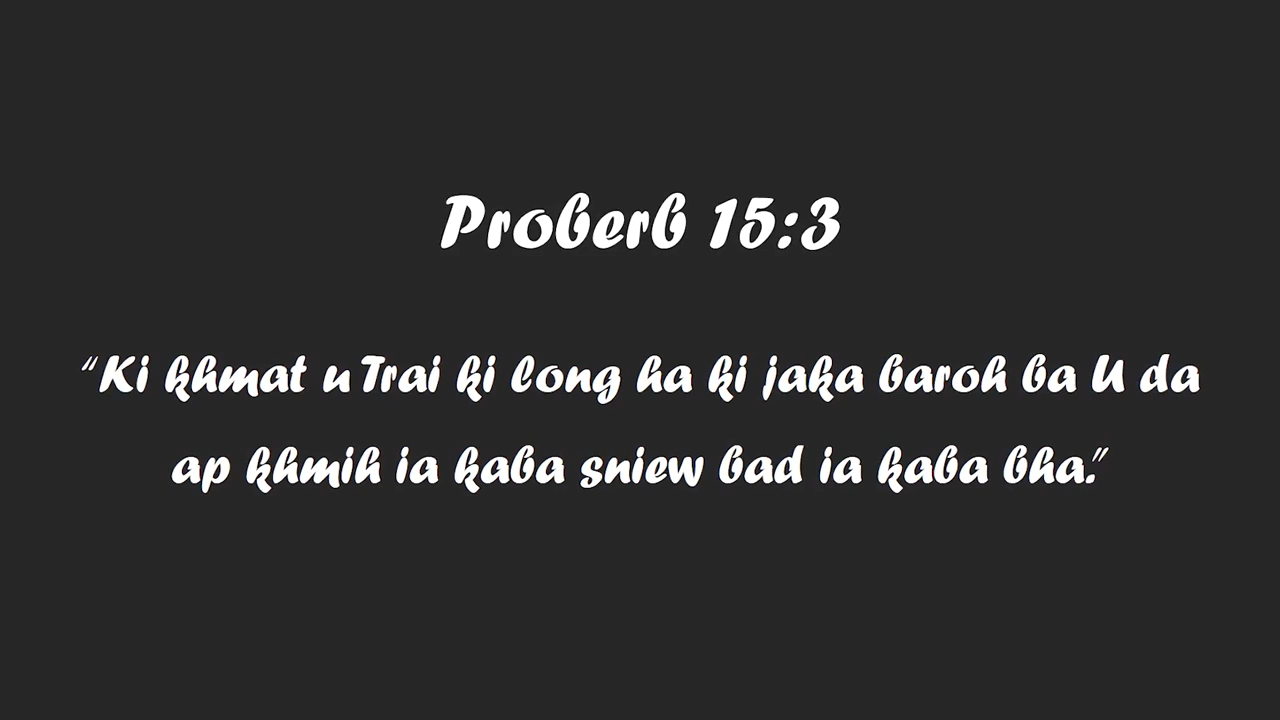 Proberb 15:3
“Ki khmat u Trai ki long ha ki jaka baroh ba U da
ap khmih ia kaba sniew bad ia kaba bha.”